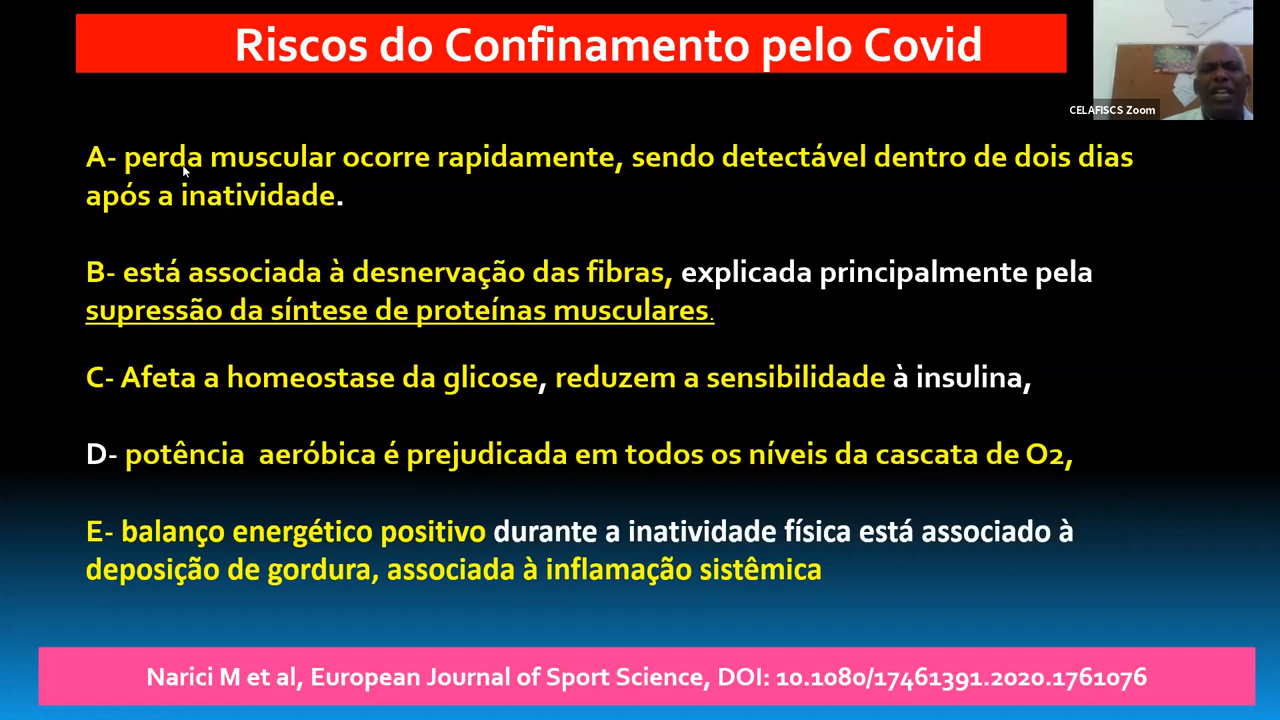 Riscos do Confinamento pelo Covid
CELAFISCS Zoom
A- perda muscular ocorre rapidamente, sendo detectável dentro de dois dias
após a inatividade.
B- está associada à desnervação das fibras, explicada principalmente pela
supressão da síntese de proteínas musculares.
C- Afeta a homeostase da glicose, reduzem a sensibilidade à insulina,
D- potência aeróbica é prejudicada em todos os níveis da cascata de O2,
E- balanço energético positivo durante a inatividade física está associado à
deposição de gordura, associada à inflamação sistêmica
Narici M et al, European Journal of Sport Science, DOI: 10.1080/17461391.2020.1761076